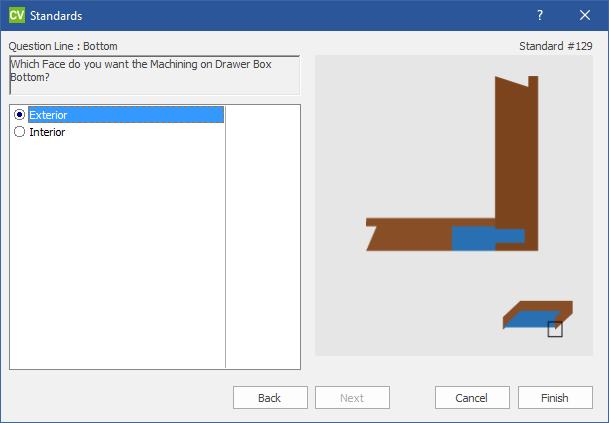 CV Standards ?
Question Line : Bottom
Standard #129
Which Face do you want the Machining on Drawer Box
Bottom?
Exterior
Interior
Back
Next
Cancel
Finish